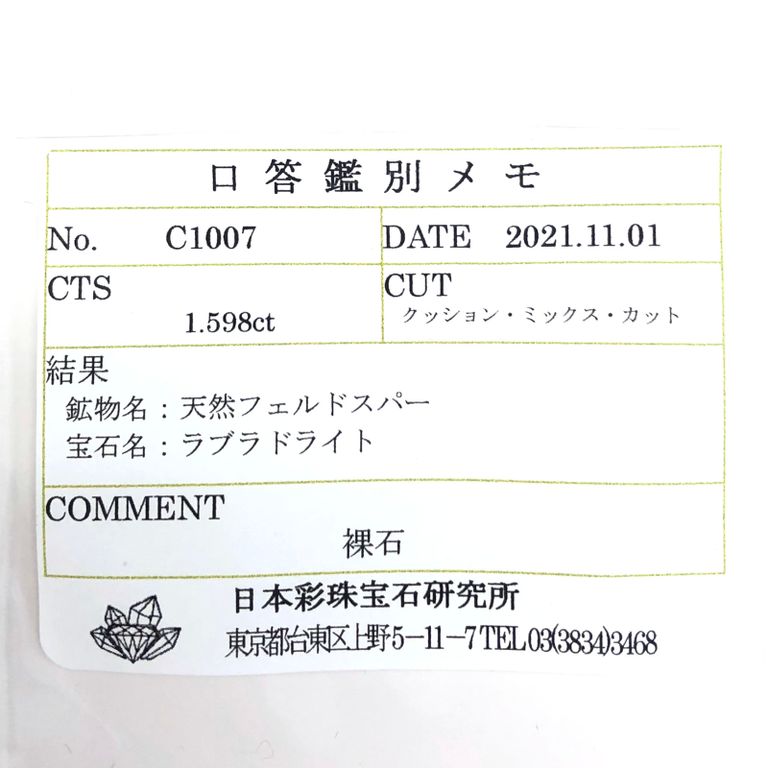 口答鑑別メモ
No. C1007 DATE 2021.11.01
CTS CUT
1.598ct クッション・ミックス・カット
結果
鉱物名：天然フェルドスパー
宝石名：ラブラドライト
COMMENT
裸石
日本彩珠宝石研究所
東京都台東区上野5－11－7 TEL 03(3834)3468